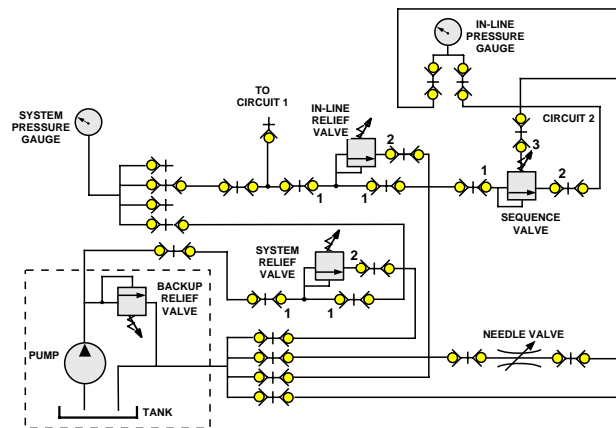 IN-LINE
PRESSURE
GAUGE
TO
CIRCUIT 1
IN-LINE
RELIEF
VALVE
SYSTEM
PRESSURE
GAUGE
CIRCUIT 2
2
3
1
2
1
1
SEQUENCE
VALVE
SYSTEM
RELIEF
VALVE
2
1
1
BACKUP
RELIEF
VALVE
NEEDLE VALVE
PUMP
TANK